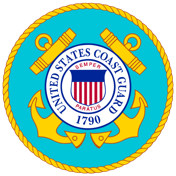 UNITED STATES COAST GUARD
SEMPER
PARATUS
1790